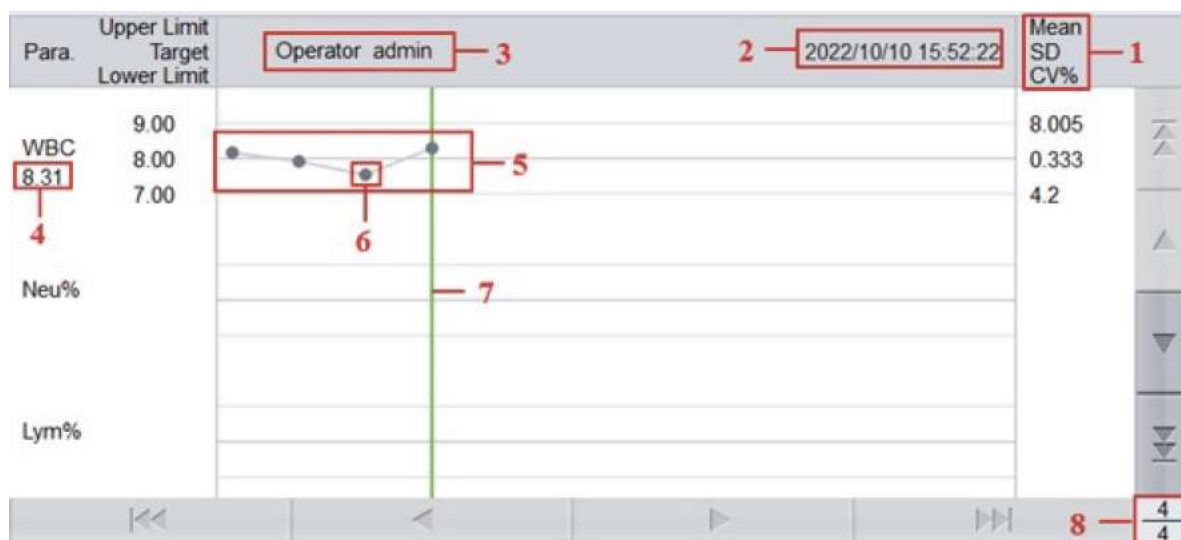 Para.
Upper Limit
Target
Lower Limit
Operator admin
3
2
2022/10/10 15:52:22
Mean
SD
CV%
1
WBC
8.31
4
9.00
8.00
7.00
5
6
8.005
0.333
4.2
Neu%
7
Lym%
8
4
4